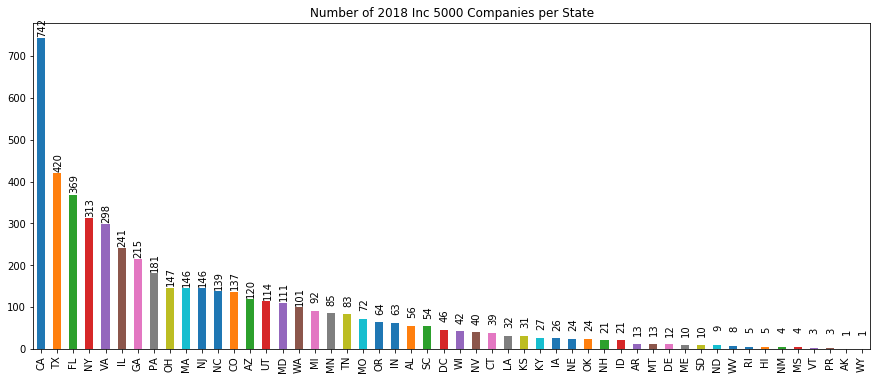 Number of 2018 Inc 5000 Companies per State
700
600
500
400
300
200
100
0
742
420
369
313
298
241
215
181
147
146
146
139
137
120
114
111
101
92
85
83
72
64
63
56
54
46
42
40
39
32
31
27
26
24
24
21
21
13
13
12
10
10
9
8
5
5
4
4
3
3
1
1
CA
TX
FL
NY
VA
IL
GA
PA
OH
MA
NJ
NC
CO
AZ
UT
MD
WA
MI
MN
TN
MO
OR
IN
AL
SC
DC
WI
NV
CT
LA
KS
KY
IA
NE
OK
NH
ID
AR
MT
DE
ME
SD
ND
WV
RI
HI
NM
MS
VT
PR
AK
WY